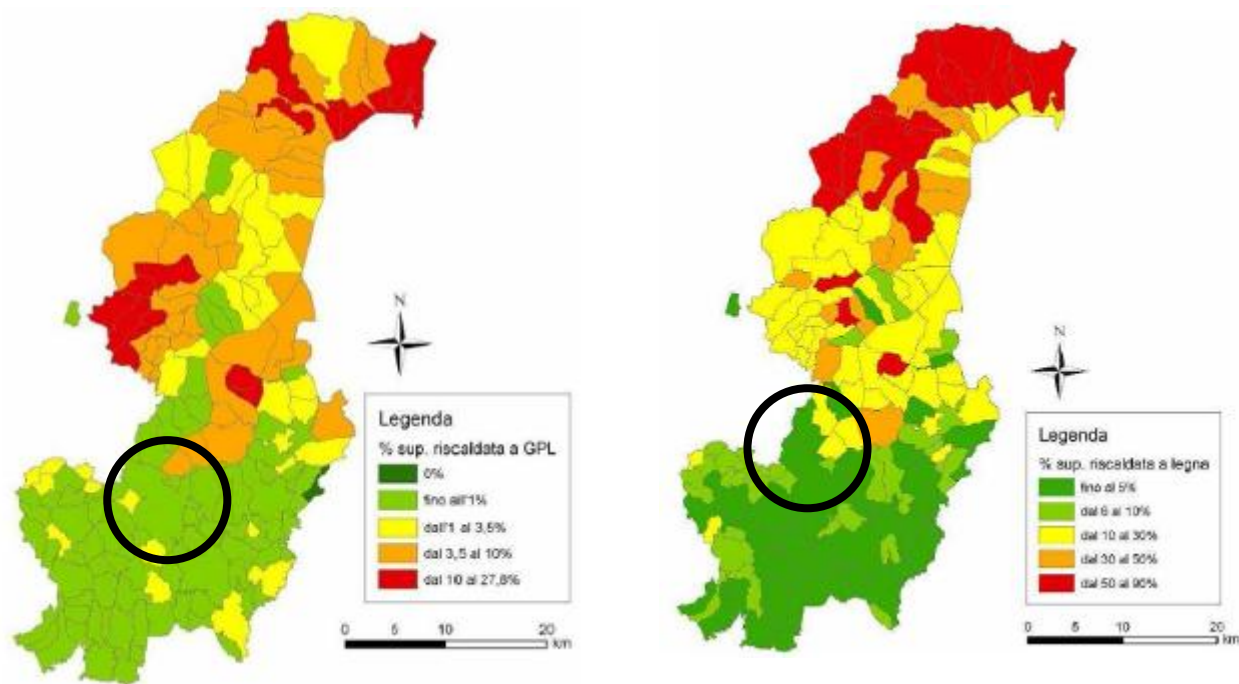 N
Legenda
% sup. riscaldata a GPL
0%
fino all'1%
dall'1 al 3,5%
dal 3,5 al 10%
dal 10 al 27,8%
0 5 10 20
km
N
Legenda
% sup. riscaldata a legna
fino al 5%
dal 6 al 10%
dal 10 al 30%
dal 30 al 50%
dal 50 al 90%
0 5 10 20
km